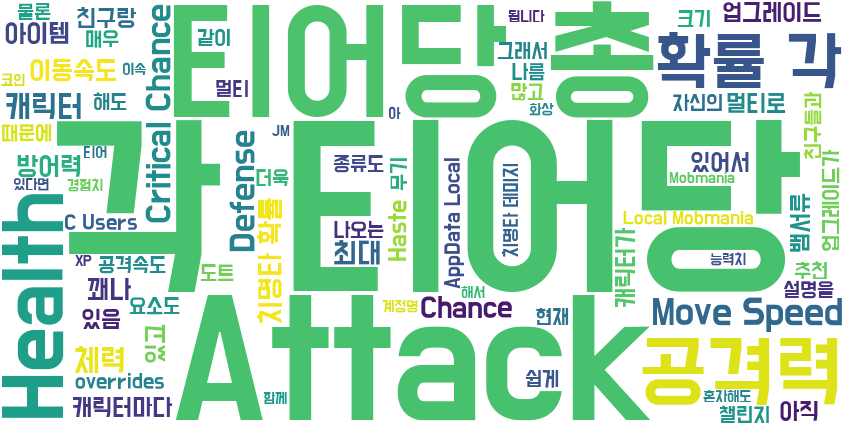 물론
친구랑
아이템
매우
코인
이동속도
이속
캐릭터
해도
때문에
티어
방어력
있다면
경험치
Critical Chance
티어당 총
같이
멀티
됩니다
그래서
나름
많고
화상
아
크기
업그레이드
확률 각
자신의
멀티로
각 티어당
JM
더욱
종류도
Defense
Haste
무기
나오는
최대
AppData Local
치명타 데미지
있어서
Mobmania
Local Mobmania
친구들과
뱀서류
업그레이드가
능력치
추천
설명을
캐릭터가
Health
C Users
XP
공격속도
꽤나
도트
치명타 확률
있음
요소도
있고
체력
overrides
캐릭터마다
함께
Attack
해서
계정명
Chance
현재
쉽게
Move Speed
공격력
혼자해도
챌린지
아직